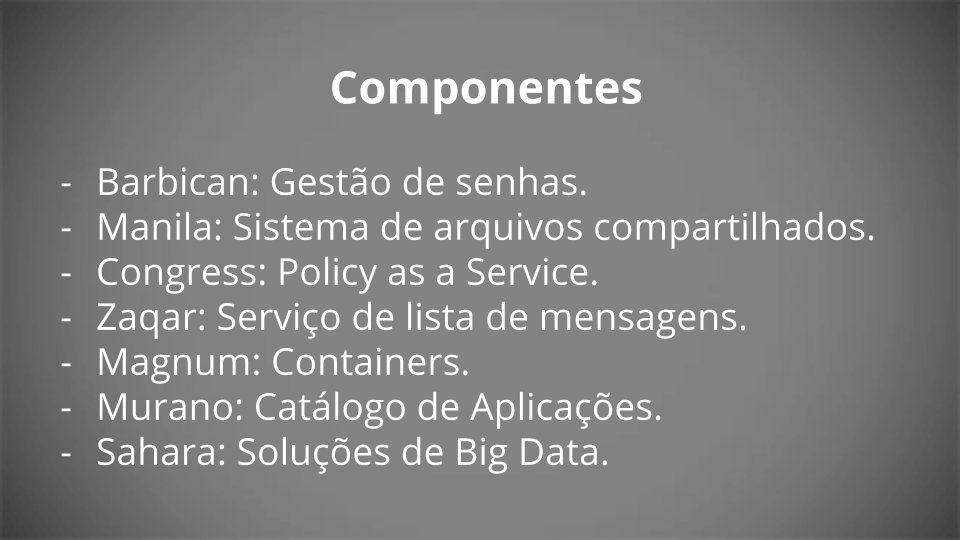 Componentes
- Barbican: Gestão de senhas.
- Manila: Sistema de arquivos compartilhados.
- Congress: Policy as a Service.
- Zaqar: Serviço de lista de mensagens.
- Magnum: Containers.
- Murano: Catálogo de Aplicações.
- Sahara: Soluções de Big Data.